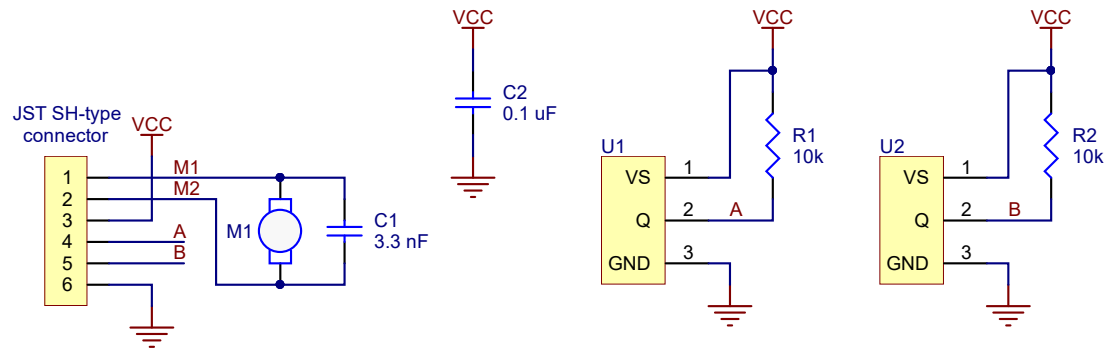 JST SH-type
connector
VCC
1
2
3
4
5
6
M1
M2
A
B
M1
C1
3.3 nF
VCC
C2
0.1 uF
VCC
R1
10k
U1
VS
1
Q
2
A
GND
3
VCC
R2
10k
U2
VS
1
Q
2
B
GND
3